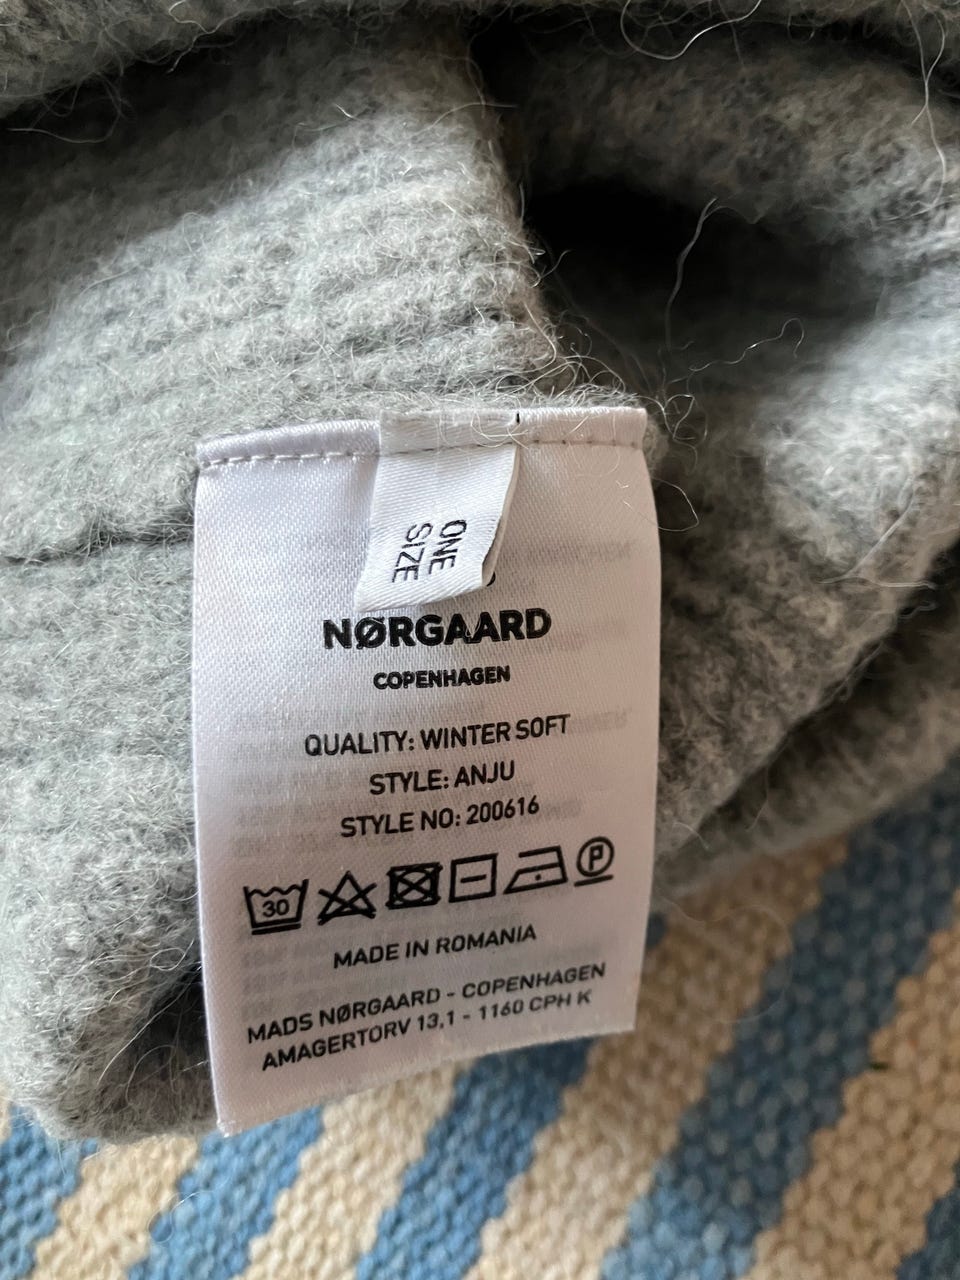 ONE
SIZE
NØRGAARD
COPENHAGEN
QUALITY: WINTER SOFT
STYLE: ANJU
STYLE NO: 200616
30 P
MADE IN ROMANIA
MADS NØRGAARD - COPENHAGEN
AMAGERTORV 13,1 - 1160 CPH K